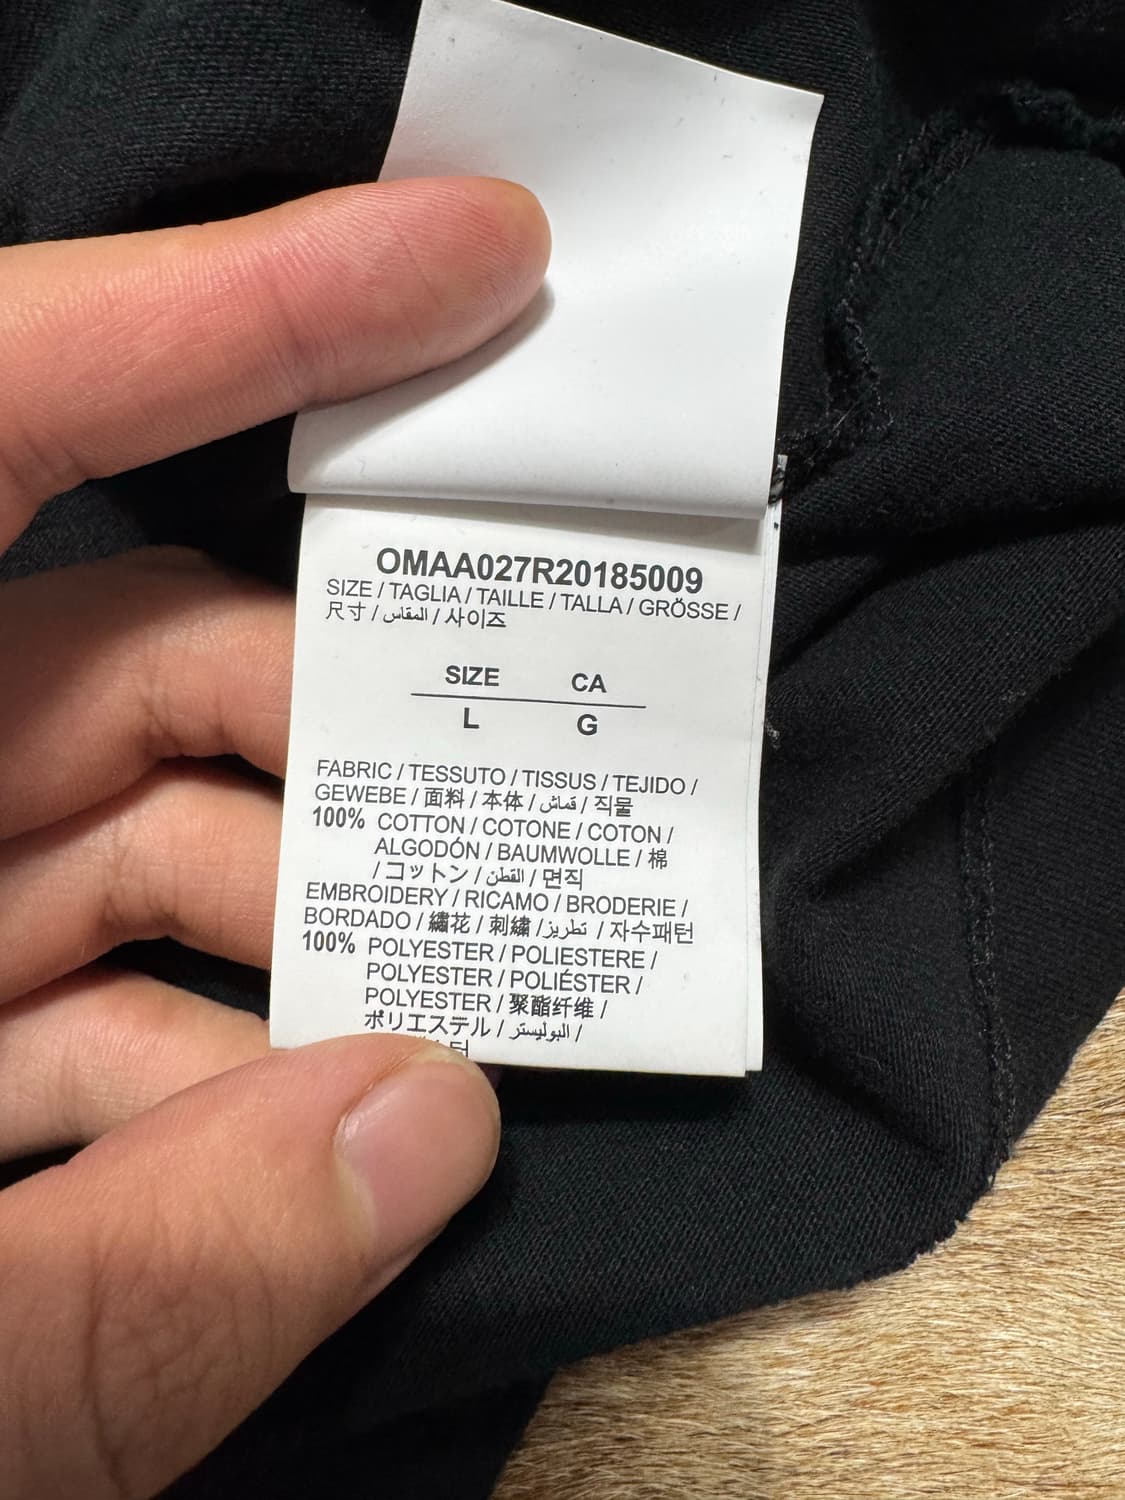 OMAA027R20185009
SIZE / TAGLIA / TAILLE / TALLA / GRÖSSE /
尺寸 / المقاس / 사이즈
SIZE CA
L G
FABRIC / TESSUTO / TISSUS / TEJIDO /
GEWEBE / 面料 / 本体 / قماش / 직물
100% COTTON / COTONE / COTON /
ALGODÓN / BAUMWOLLE / 棉
/ コットン / القطن / 면직
EMBROIDERY / RICAMO / BRODERIE /
BORDADO / 繡花 / 刺繍 / تطريز / 자수패턴
100% POLYESTER / POLIESTERE /
POLYESTER / POLIÉSTER /
POLYESTER / 聚酯纤维 /
ポリエステル / البوليستر /